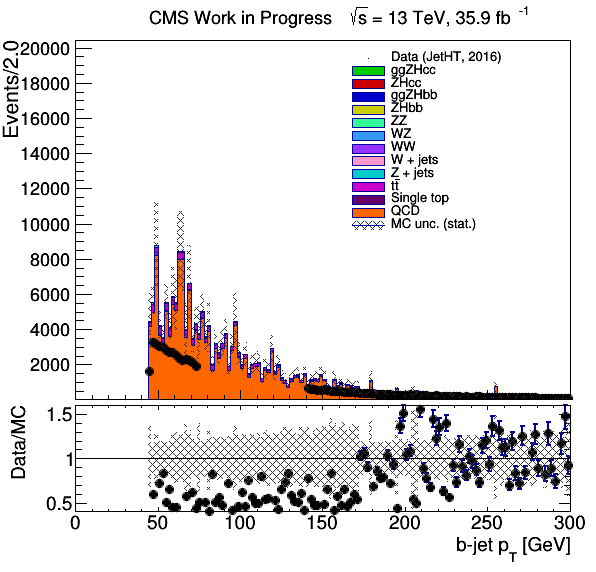 CMS Work in Progress √s = 13 TeV, 35.9 fb⁻¹
Events/2.0
20000
18000
16000
14000
12000
10000
8000
6000
4000
2000
Data (JetHT, 2016)
ggZHcc
ZHcc
ggZHbb
ZHbb
ZZ
WZ
WW
W + jets
Z + jets
tt̄
Single top
QCD
MC unc. (stat.)
Data/MC
1.5
1
0.5
0 50 100 150 200 250 300
b-jet p_T [GeV]